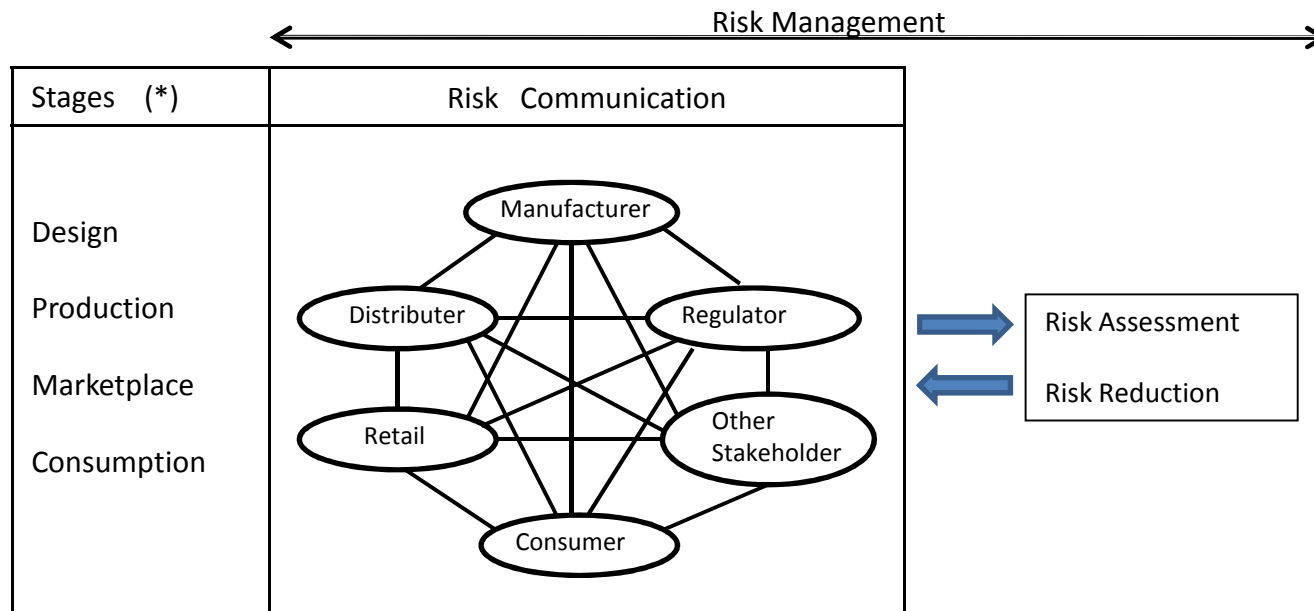 Risk Management
Stages (*)
Risk Communication
Design
Production
Marketplace
Consumption
Manufacturer
Distributer
Regulator
Retail
Other
Stakeholder
Consumer
Risk Assessment
Risk Reduction